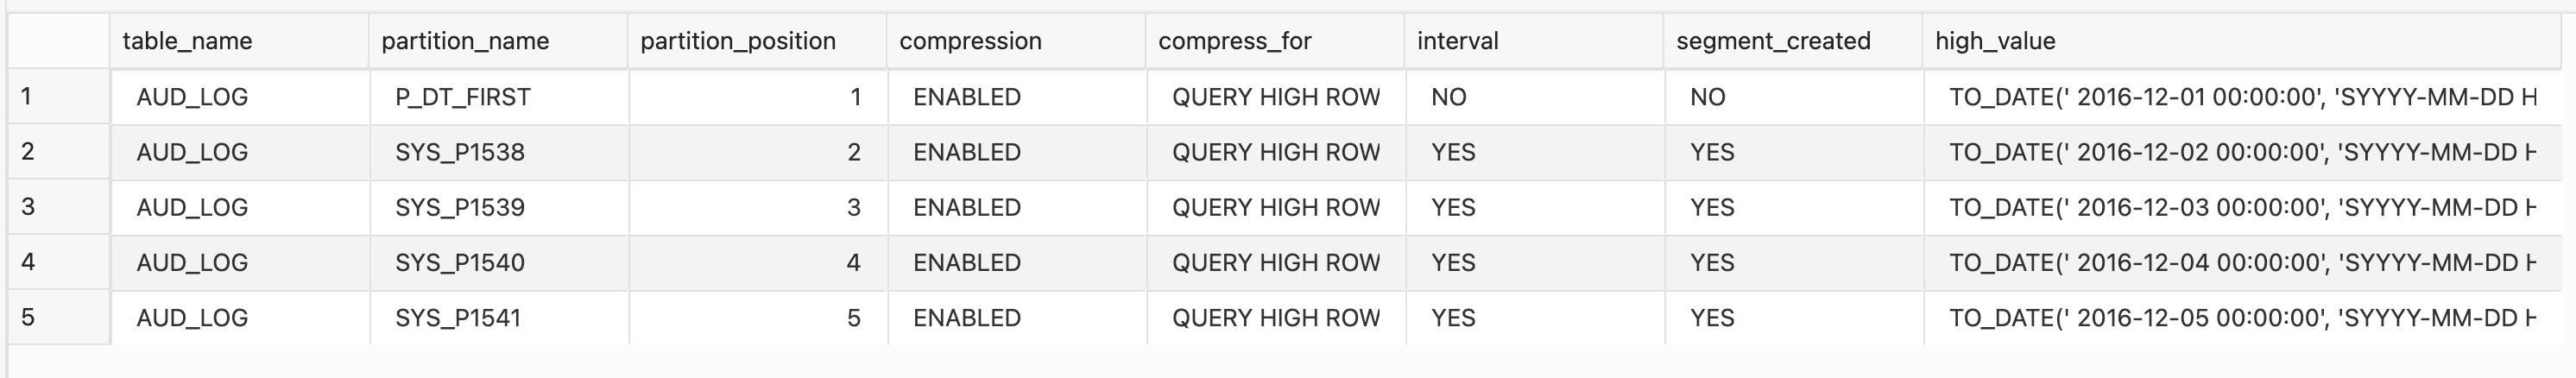 table_name partition_name partition_position compression compress_for interval segment_created high_value
1 AUD_LOG P_DT_FIRST 1 ENABLED QUERY HIGH ROW NO NO TO_DATE(' 2016-12-01 00:00:00', 'SYYYY-MM-DD H
2 AUD_LOG SYS_P1538 2 ENABLED QUERY HIGH ROW YES YES TO_DATE(' 2016-12-02 00:00:00', 'SYYYY-MM-DD H
3 AUD_LOG SYS_P1539 3 ENABLED QUERY HIGH ROW YES YES TO_DATE(' 2016-12-03 00:00:00', 'SYYYY-MM-DD H
4 AUD_LOG SYS_P1540 4 ENABLED QUERY HIGH ROW YES YES TO_DATE(' 2016-12-04 00:00:00', 'SYYYY-MM-DD H
5 AUD_LOG SYS_P1541 5 ENABLED QUERY HIGH ROW YES YES TO_DATE(' 2016-12-05 00:00:00', 'SYYYY-MM-DD H